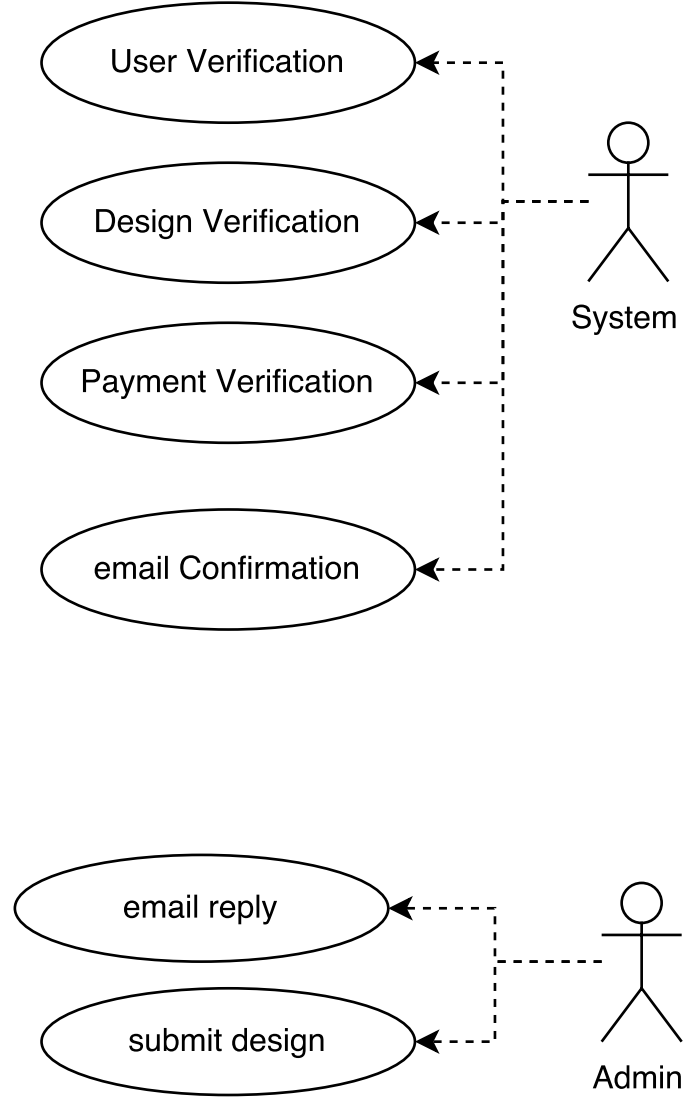 User Verification
Design Verification
Payment Verification
System
email Confirmation
email reply
submit design
Admin